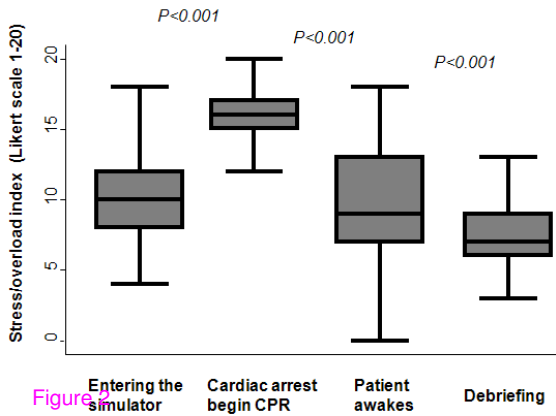 P<0.001
P<0.001
P<0.001
Stress/overload index (Likert scale 1-20)
20
15
10
5
0
Entering the
simulator
Cardiac arrest
begin CPR
Patient
awakes
Debriefing
Figure 2